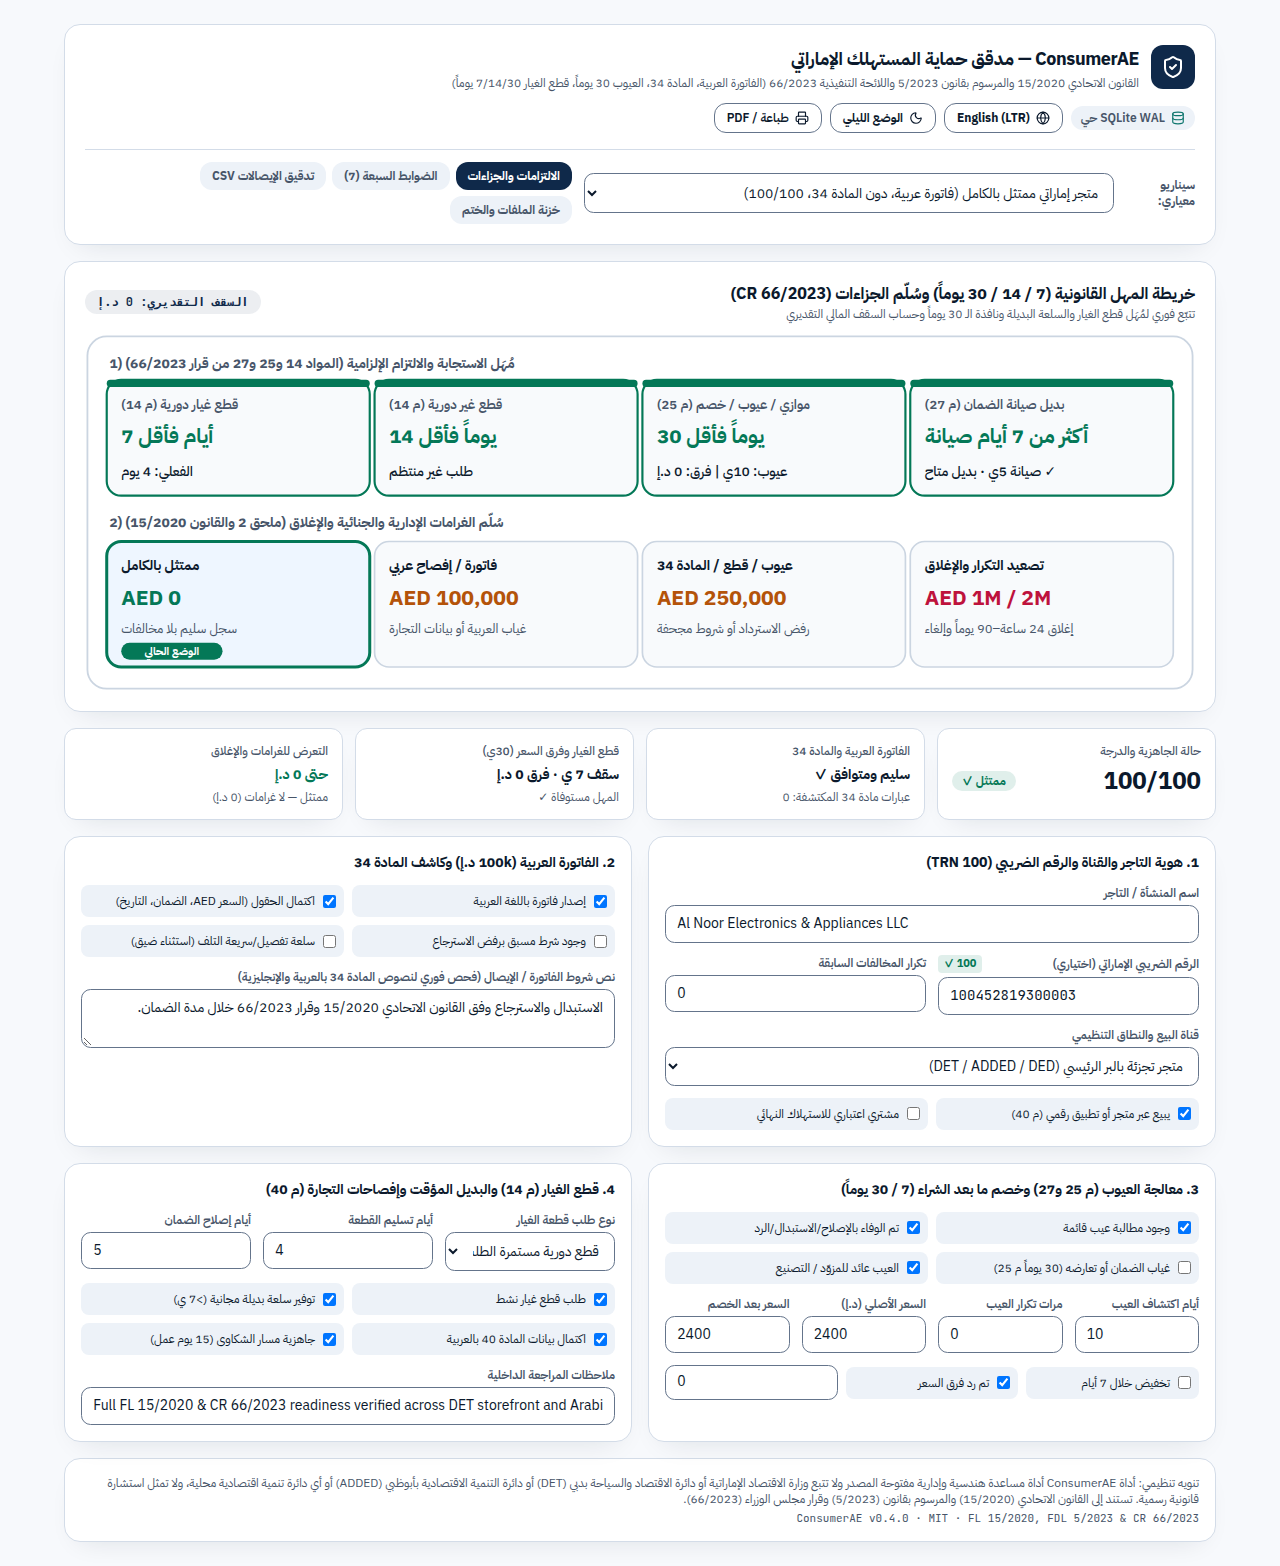 ConsumerAE — مدقق حماية المستهلك الإماراتي
القانون الاتحادي 15/2020 والمرسوم بقانون 5/2023 واللائحة التنفيذية 66/2023 (الفاتورة العربية، المادة 34، العيوب 30 يوماً، قطع الغيار 7/14/30 يوماً)
SQLite WAL حي
English (LTR)
الوضع الليلي
طباعة / PDF
سيناريو معياري:
متجر إماراتي ممتثل بالكامل (فاتورة عربية، دون المادة 34، 100/100)
الالتزامات والجزاءات
الضوابط السبعة (7)
تدقيق الإيصالات CSV
خزنة الملفات والختم
خريطة المهل القانونية (7 / 14 / 30 يوماً) وسُلّم الجزاءات (CR 66/2023)
تتبّع فوري لمُهَل قطع الغيار والسلعة البديلة ونافذة الـ 30 يوماً وحساب السقف المالي التقديري
السقف التقديري: 0 د.إ
1) مُهَل الاستجابة والالتزام الإلزامية (المواد 14 و25 و27 من قرار 66/2023)
بديل صيانة الضمان (م 27)
أكثر من 7 أيام صيانة
✓ صيانة 5ي · بديل متاح
موازي / عيوب / خصم (م 25)
30 يوماً فأقل
عيوب: 10ي | فرق: 0 د.إ
قطع غير دورية (م 14)
14 يوماً فأقل
طلب غير منتظم
قطع غيار دورية (م 14)
7 أيام فأقل
الفعلي: 4 يوم
2) سُلّم الغرامات الإدارية والجنائية والإغلاق (ملحق 2 والقانون 15/2020)
تصعيد التكرار والإغلاق
AED 1M / 2M
إغلاق 24 ساعة–90 يوماً وإلغاء
عيوب / قطع / المادة 34
AED 250,000
رفض الاسترداد أو شروط مجحفة
فاتورة / إفصاح عربي
AED 100,000
غياب العربية أو بيانات التجارة
ممتثل بالكامل
AED 0
سجل سليم بلا مخالفات
الوضع الحالي
حالة الجاهزية والدرجة
100/100
ممتثل ✓
الفاتورة العربية والمادة 34
سليم ومتوافق ✓
عبارات مادة 34 المكتشفة: 0
قطع الغيار وفرق السعر (30ي)
سقف 7 ي · فرق 0 د.إ
المهل مستوفاة ✓
التعرض للغرامات والإغلاق
حتى 0 د.إ
ممتثل — لا غرامات (0 د.إ)
1. هوية التاجر والقناة والرقم الضريبي (TRN 100)
اسم المنشأة / التاجر
Al Noor Electronics & Appliances LLC
الرقم الضريبي الإماراتي (اختياري)
100 ✓
100452819300003
تكرار المخالفات السابقة
0
قناة البيع والنطاق التنظيمي
متجر تجزئة بالبر الرئيسي (DET / ADDED / DED)
يبيع عبر متجر أو تطبيق رقمي (م 40)
مشتري اعتباري للاستهلاك النهائي
2. الفاتورة العربية (100k د.إ) وكاشف المادة 34
إصدار فاتورة باللغة العربية
اكتمال الحقول (السعر AED، الضمان، التاريخ)
وجود شرط مسبق برفض الاسترجاع
سلعة تفصيل/سريعة التلف (استثناء ضيق)
نص شروط الفاتورة / الإيصال (فحص فوري لنصوص المادة 34 بالعربية والإنجليزية)
الاستبدال والاسترجاع وفق القانون الاتحادي 15/2020 وقرار 66/2023 خلال مدة الضمان.
3. معالجة العيوب (م 25 و27) وخصم ما بعد الشراء (7 / 30 يوماً)
وجود مطالبة عيب قائمة
تم الوفاء بالإصلاح/الاستبدال/الرد
غياب الضمان أو تعارضه (30 يوماً م 25)
العيب عائد للمزوّد / التصنيع
أيام اكتشاف العيب
10
مرات تكرار العيب
0
السعر الأصلي (د.إ)
2400
السعر بعد الخصم
2400
تخفيض خلال 7 أيام
تم رد فرق السعر
0
4. قطع الغيار (م 14) والبديل المؤقت وإفصاحات التجارة (م 40)
نوع طلب قطعة الغيار
قطع دورية مستمرة الطل
أيام تسليم القطعة
4
أيام إصلاح الضمان
5
طلب قطع غيار نشط
توفير سلعة بديلة مجانية (>7 ي)
اكتمال بيانات المادة 40 بالعربية
جاهزية مسار الشكاوى (15 يوم عمل)
ملاحظات المراجعة الداخلية
Full FL 15/2020 & CR 66/2023 readiness verified across DET storefront and Arabi
تنويه تنظيمي: أداة ConsumerAE أداة مساعدة هندسية وإدارية مفتوحة المصدر ولا تتبع وزارة الاقتصاد الإماراتية أو دائرة الاقتصاد والسياحة بدبي (DET) أو دائرة التنمية الاقتصادية بأبوظبي (ADDED) أو أي دائرة تنمية اقتصادية محلية، ولا تمثل استشارة
قانونية رسمية. تستند إلى القانون الاتحادي (15/2020) والمرسوم بقانون (5/2023) وقرار مجلس الوزراء (66/2023).
ConsumerAE v0.4.0 · MIT · FL 15/2020, FDL 5/2023 & CR 66/2023